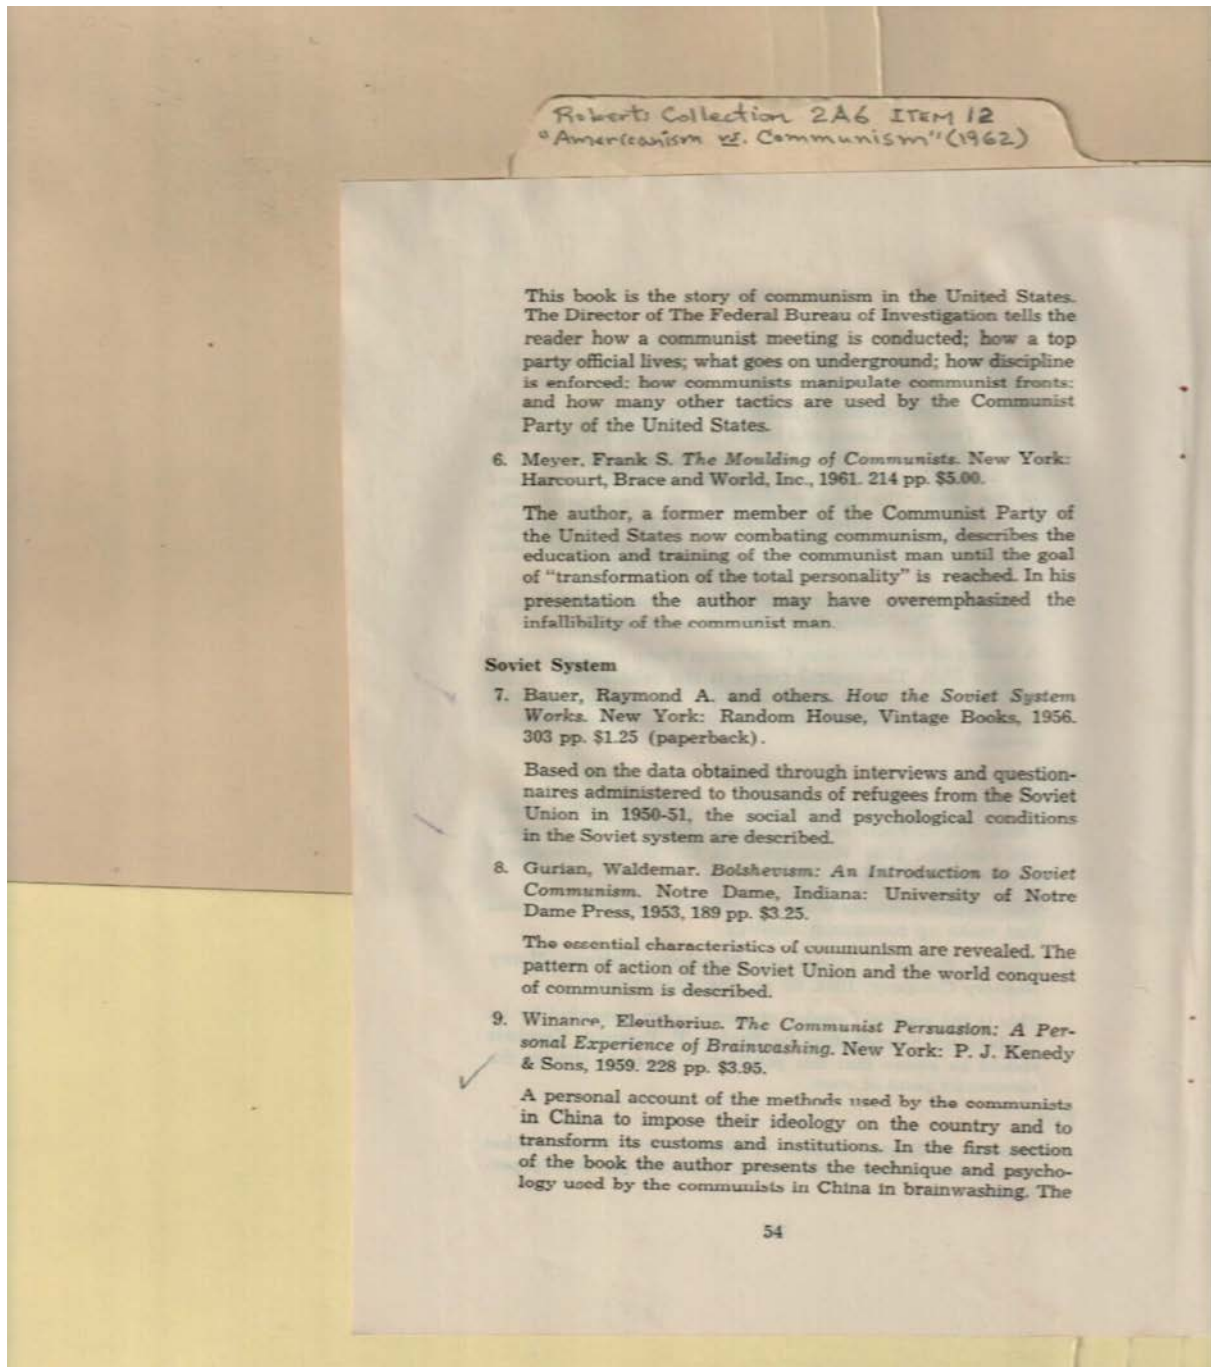 Roberts Collection 2A6 ITEM 12
"Americanism vs. Communism" (1962)
This book is the story of communism in the United States.
The Director of The Federal Bureau of Investigation tells the
reader how a communist meeting is conducted; how a top
party official lives; what goes on underground; how discipline
is enforced; how communists manipulate communist fronts;
and how many other tactics are used by the Communist
Party of the United States.
6. Meyer, Frank S. The Moulding of Communists. New York:
Harcourt, Brace and World, Inc., 1961. 214 pp. $5.00.
The author, a former member of the Communist Party of
the United States now combating communism, describes the
education and training of the communist man until the goal
of "transformation of the total personality" is reached. In his
presentation the author may have overemphasized the
infallibility of the communist man.
Soviet System
7. Bauer, Raymond A. and others. How the Soviet System
Works. New York: Random House, Vintage Books, 1956.
303 pp. $1.25 (paperback).
Based on the data obtained through interviews and question-
naires administered to thousands of refugees from the Soviet
Union in 1950-51, the social and psychological conditions
in the Soviet system are described.
8. Gurian, Waldemar. Bolshevism: An Introduction to Soviet
Communism. Notre Dame, Indiana: University of Notre
Dame Press, 1953, 189 pp. $3.25.
The essential characteristics of communism are revealed. The
pattern of action of the Soviet Union and the world conquest
of communism is described.
9. Winance, Eleutherius. The Communist Persuasion: A Per-
sonal Experience of Brainwashing. New York: P. J. Kenedy
& Sons, 1959. 228 pp. $3.95.
A personal account of the methods used by the communists
in China to impose their ideology on the country and to
transform its customs and institutions. In the first section
of the book the author presents the technique and psycho-
logy used by the communists in China in brainwashing. The
54